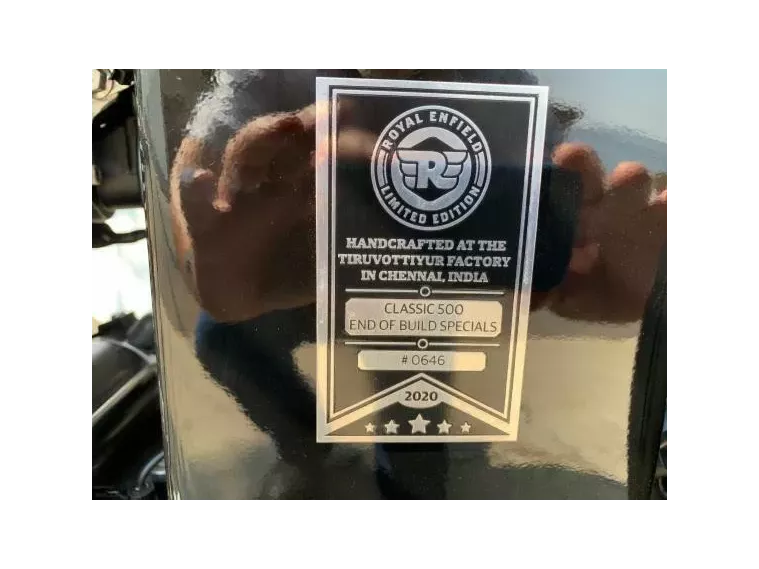 ROYAL ENFIELD
R
LIMITED EDITION
HANDCRAFTED AT THE
TIRUVOTTIYUR FACTORY
IN CHENNAI, INDIA
CLASSIC 500
END OF BUILD SPECIALS
# 0646
2020